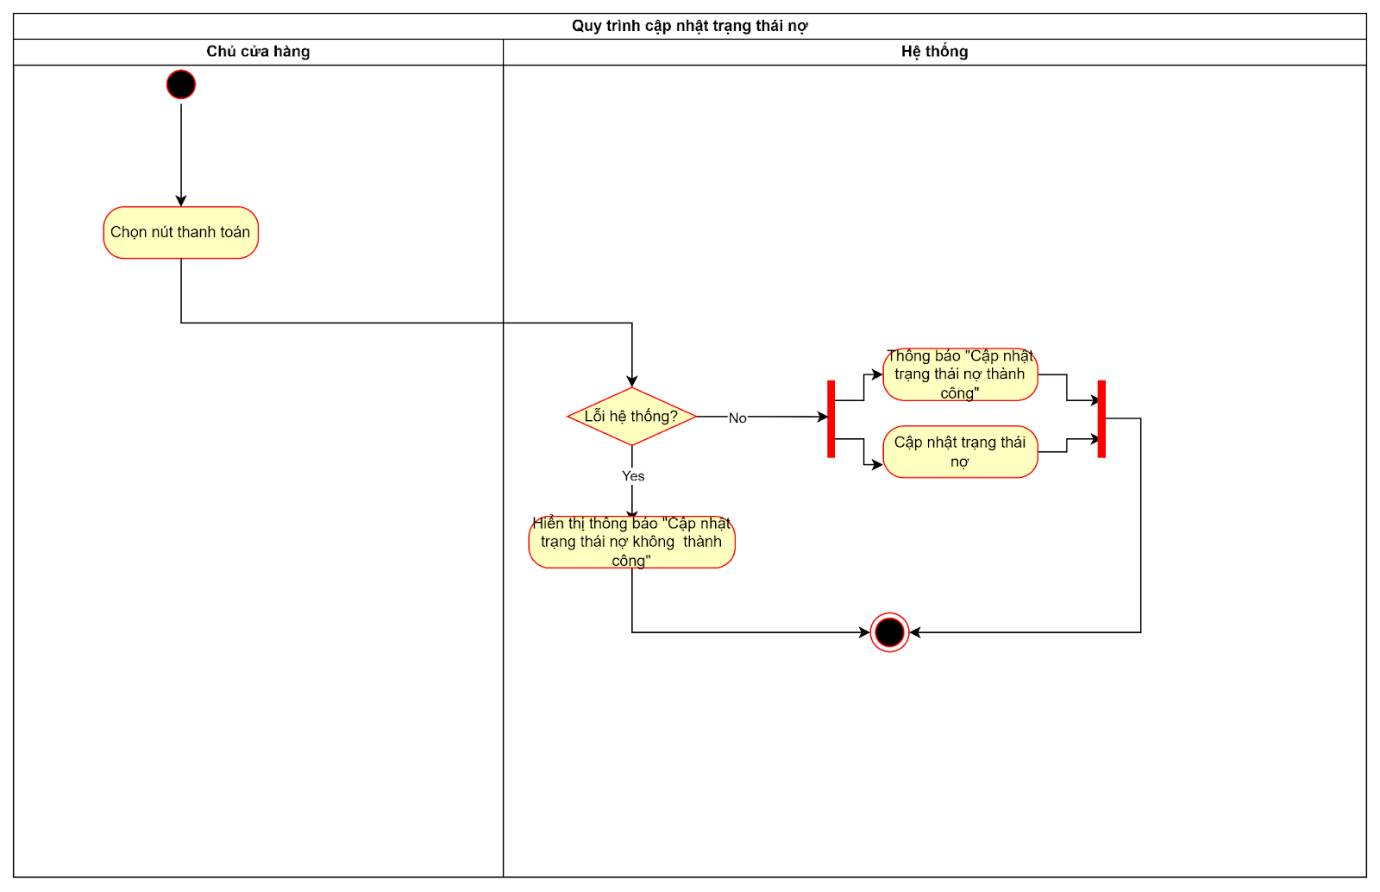 Quy trình cập nhật trạng thái nợ
Chủ cửa hàng
Hệ thống
Chọn nút thanh toán
Thông báo "Cập nhật
trạng thái nợ thành
công"
Lỗi hệ thống?
No
Cập nhật trạng thái
nợ
Yes
Hiển thị thông báo "Cập nhật
trạng thái nợ không thành
công"